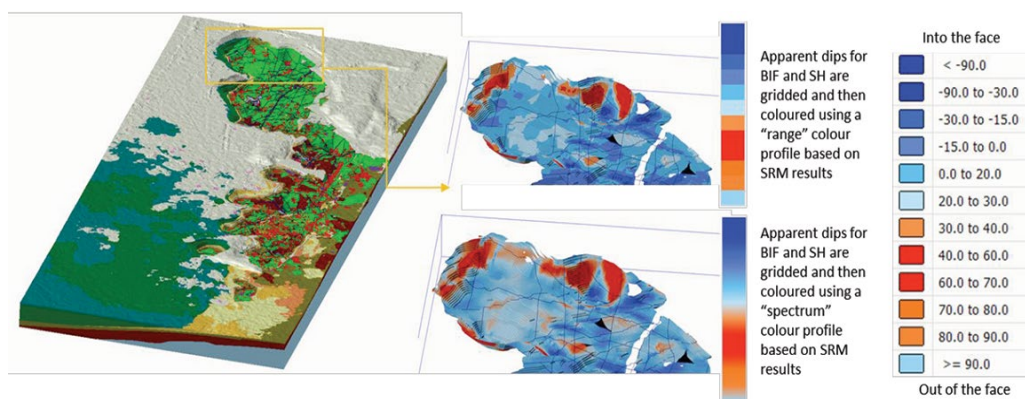 Apparent dips for
BIF and SH are
gridded and then
coloured using a
“range” colour
profile based on
SRM results
Apparent dips for
BIF and SH are
gridded and then
coloured using a
“spectrum”
colour profile
based on SRM
results
Into the face
< -90.0
-90.0 to -30.0
-30.0 to -15.0
-15.0 to 0.0
0.0 to 20.0
20.0 to 30.0
30.0 to 40.0
40.0 to 60.0
60.0 to 70.0
70.0 to 80.0
80.0 to 90.0
>= 90.0
Out of the face